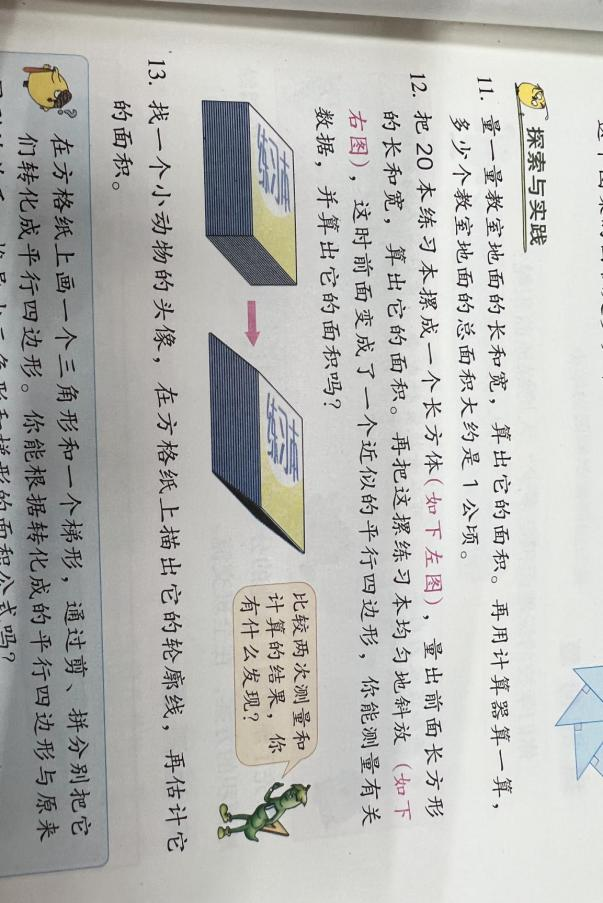 探索与实践
11. 量一量教室地面的长和宽，算出它的面积。再用计算器算一算，
多少个教室地面的总面积大约是 1 公顷。
12. 把 20 本练习本摞成一个长方体(如下左图)，量出前面长方形
的长和宽，算出它的面积。再把这摞练习本均匀地斜放（如下
右图)，这时前面变成了一个近似的平行四边形，你能测量有关
数据，并算出它的面积吗？
练习
练习
比较两次测量和
计算的结果，你
有什么发现？
13. 找一个小动物的头像，在方格纸上描出它的轮廓线，再估计它
的面积。
在方格纸上画一个三角形和一个梯形，通过剪、拼分别把它
们转化成平行四边形。你能根据转化成的平行四边形与原来
三角形和梯形的面积公式吗？